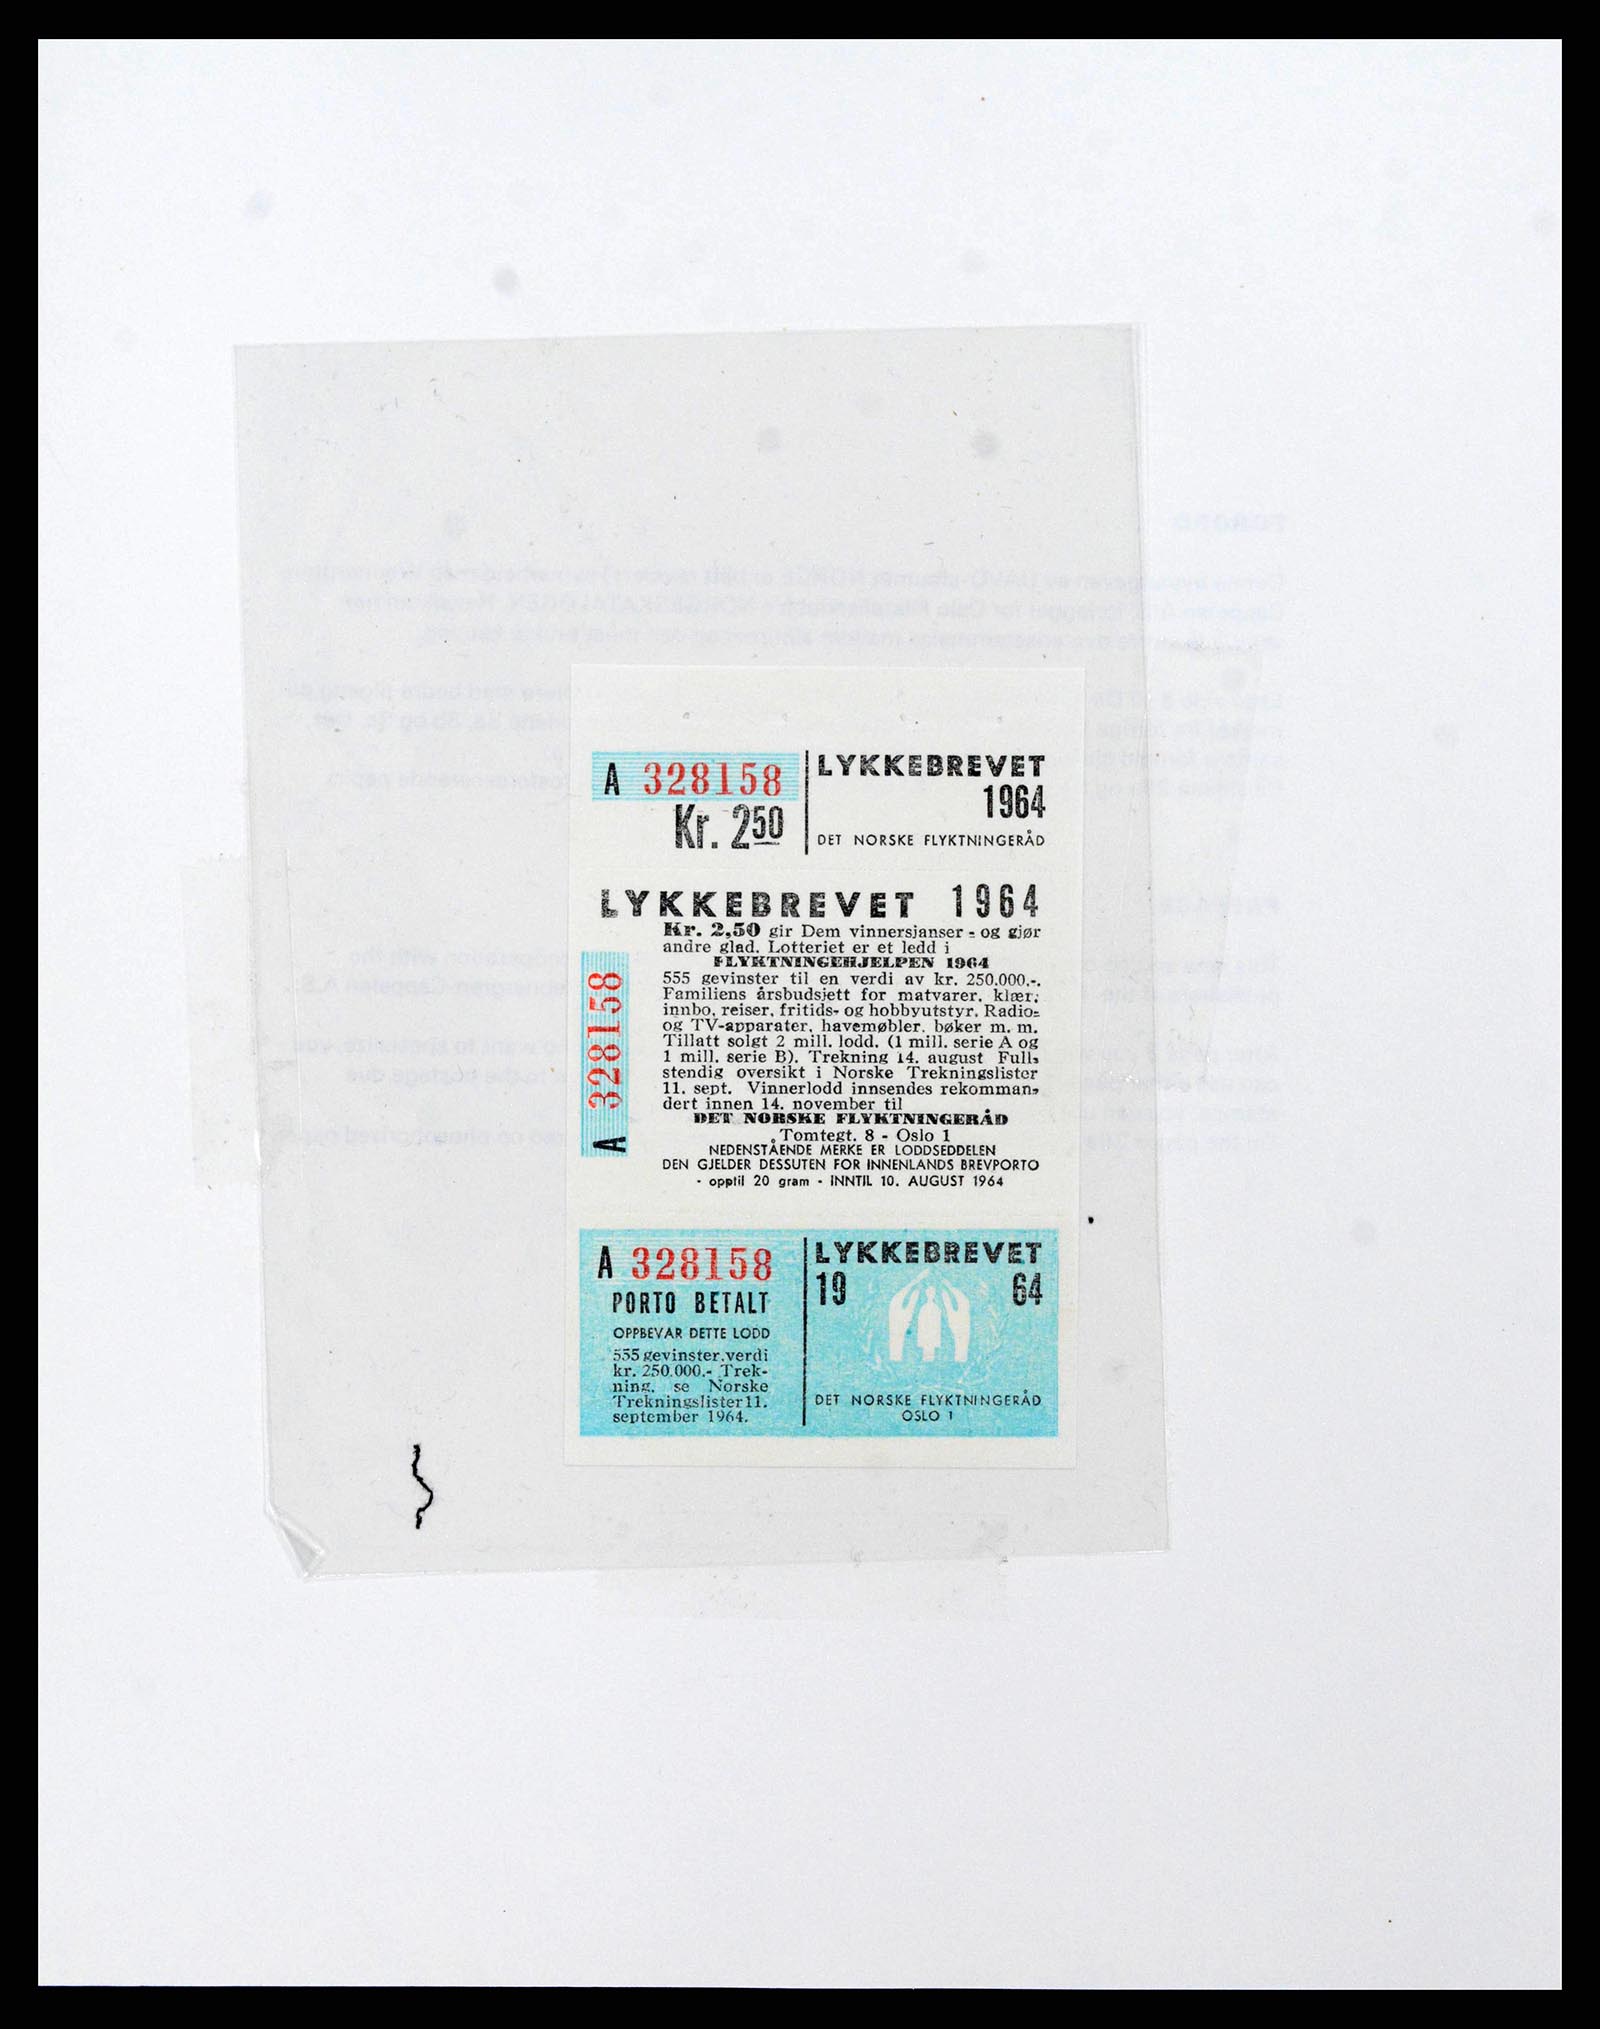 A 328158
Kr. 2.50
LYKKEBREVET
1964
DET NORSKE FLYKTNINGERÅD
LYKKEBREVET 1964
A 328158
Kr. 2,50 gir Dem vinnersjanser - og gjør
andre glad. Lotteriet er et ledd i
FLYKTNINGEHJELPEN 1964
555 gevinster til en verdi av kr. 250.000.-.
Familiens årsbudsjett for matvarer, klær,
innbo, reiser, fritids- og hobbyutstyr, Radio-
og TV-apparater, havemøbler, bøker m. m.
Tillatt solgt 2 mill. lodd. (1 mill. serie A og
1 mill. serie B). Trekning 14. august Full-
stendig oversikt i Norske Trekningslister
11. sept. Vinnerlodd innsendes rekomman-
dert innen 14. november til
DET NORSKE FLYKTNINGERÅD
Tomtegt. 8 - Oslo 1
NEDENSTÅENDE MERKE ER LODDSEDDELEN
DEN GJELDER DESSUTEN FOR INNENLANDS BREVPORTO
- opptil 20 gram - INNTIL 10. AUGUST 1964
A 328158
PORTO BETALT
OPPBEVAR DETTE LODD
555 gevinster, verdi
kr. 250.000.- Trek-
ning, se Norske
Trekningslister 11.
september 1964.
LYKKEBREVET
19 64
DET NORSKE FLYKTNINGERÅD
OSLO 1